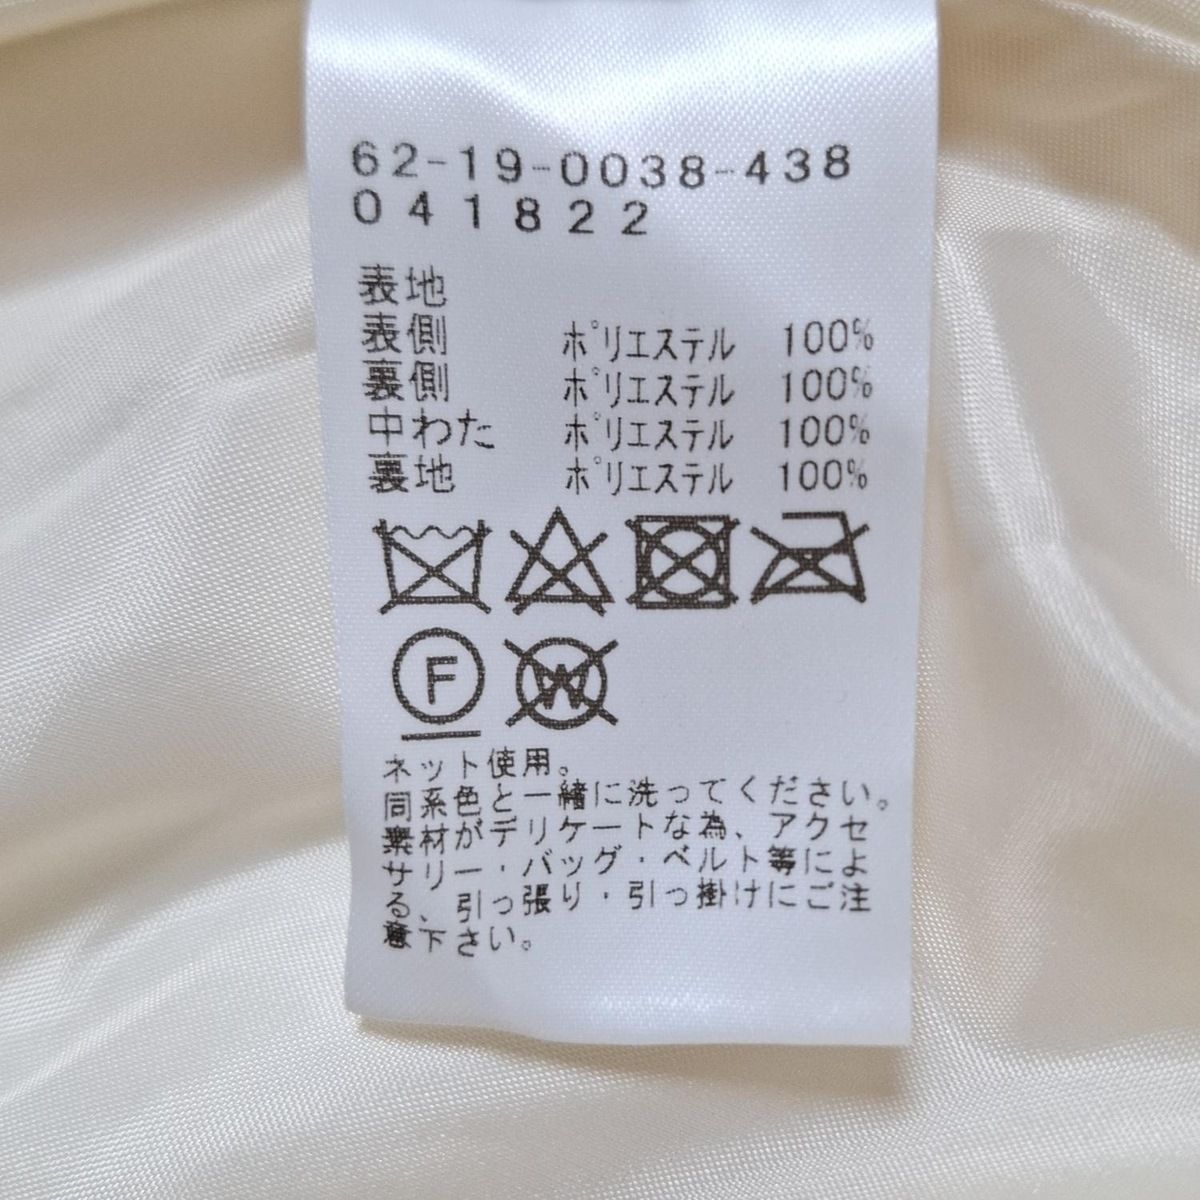 62-19-0038-438
041822
表地
表側 ポリエステル 100%
裏側 ポリエステル 100%
中わた ポリエステル 100%
裏地 ポリエステル 100%
F W
ネット使用。
同系色と一緒に洗ってください。
素材がデリケートな為、アクセ
サリー・バッグ・ベルト等によ
る、引っ張り・引っ掛けにご注
意下さい。